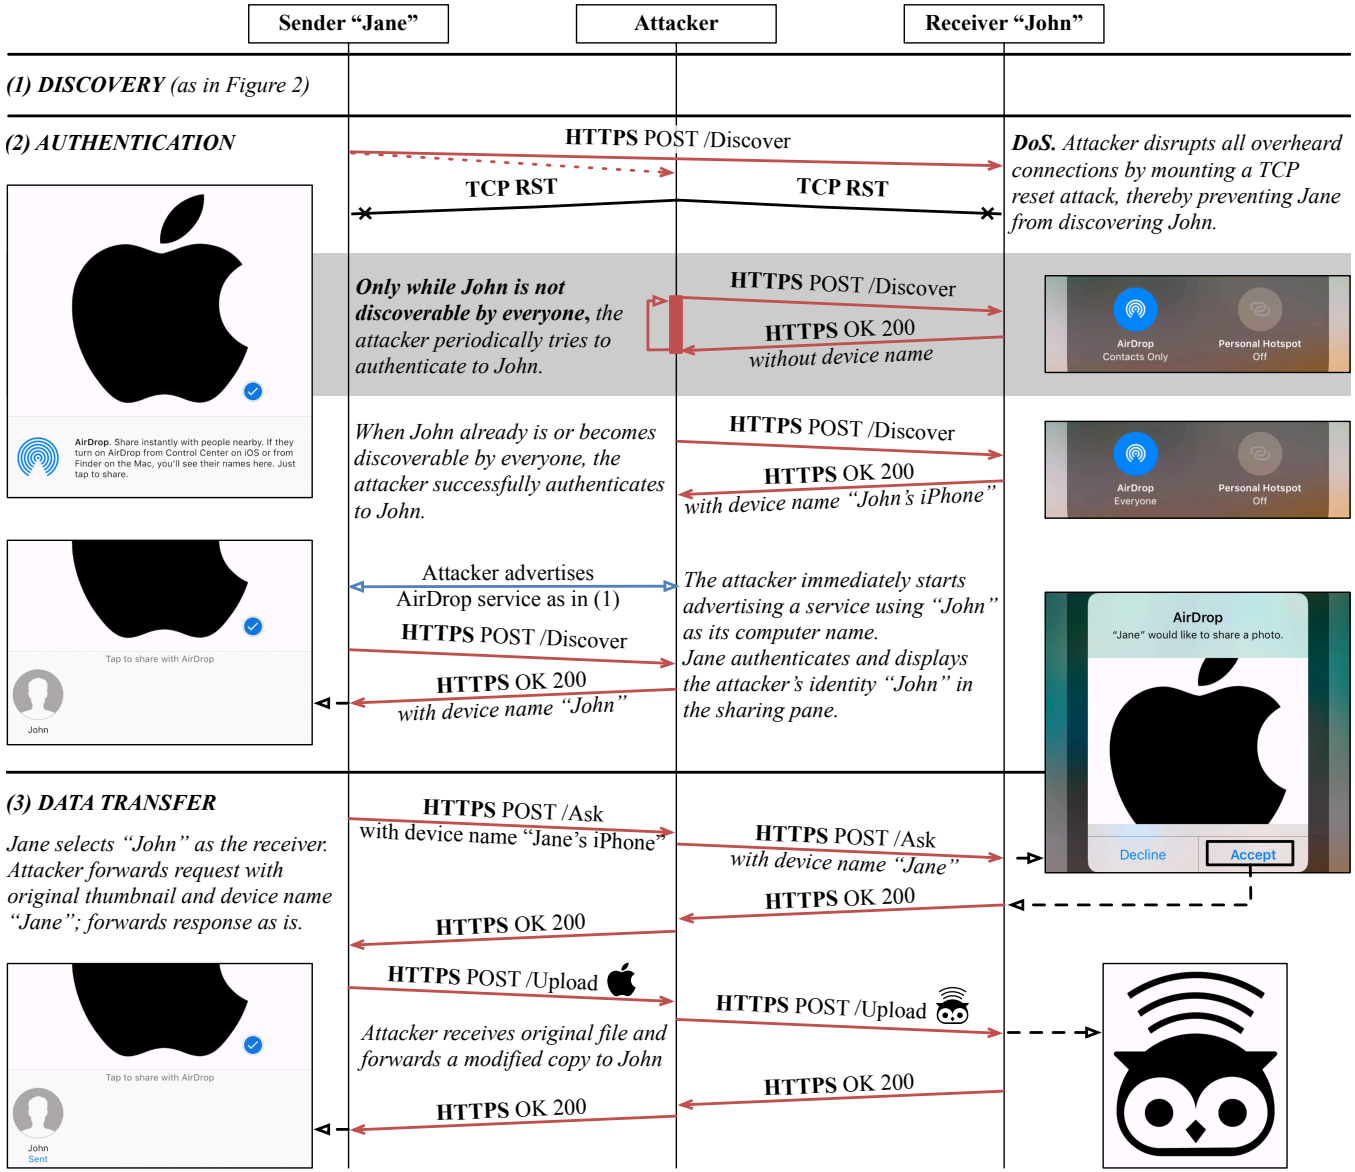 Sender “Jane”
Attacker
Receiver “John”
(1) DISCOVERY (as in Figure 2)
(2) AUTHENTICATION
HTTPS POST /Discover
TCP RST
TCP RST
DoS. Attacker disrupts all overheard
connections by mounting a TCP
reset attack, thereby preventing Jane
from discovering John.
AirDrop. Share instantly with people nearby. If they
turn on AirDrop from Control Center on iOS or from
Finder on the Mac, you’ll see their names here. Just
tap to share.
Only while John is not
discoverable by everyone, the
attacker periodically tries to
authenticate to John.
HTTPS POST /Discover
HTTPS OK 200
without device name
AirDrop
Contacts Only
Personal Hotspot
Off
When John already is or becomes
discoverable by everyone, the
attacker successfully authenticates
to John.
HTTPS POST /Discover
HTTPS OK 200
with device name “John’s iPhone”
AirDrop
Everyone
Personal Hotspot
Off
Attacker advertises
AirDrop service as in (1)
HTTPS POST /Discover
HTTPS OK 200
with device name “John”
The attacker immediately starts
advertising a service using “John”
as its computer name.
Jane authenticates and displays
the attacker’s identity “John” in
the sharing pane.
Tap to share with AirDrop
John
AirDrop
“Jane” would like to share a photo.
Decline
Accept
(3) DATA TRANSFER
Jane selects “John” as the receiver.
Attacker forwards request with
original thumbnail and device name
“Jane”; forwards response as is.
HTTPS POST /Ask
with device name “Jane’s iPhone”
HTTPS POST /Ask
with device name “Jane”
HTTPS OK 200
HTTPS OK 200
HTTPS POST /Upload
HTTPS POST /Upload
Attacker receives original file and
forwards a modified copy to John
HTTPS OK 200
HTTPS OK 200
Tap to share with AirDrop
John
Sent